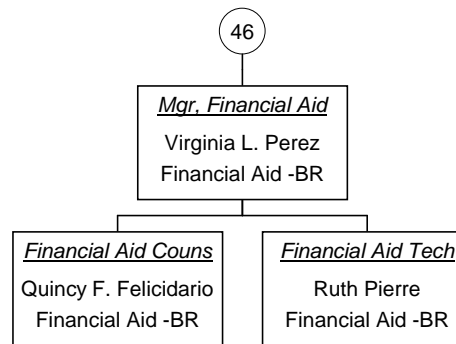 46
Mgr, Financial Aid
Virginia L. Perez
Financial Aid -BR
Financial Aid Couns
Quincy F. Felicidario
Financial Aid -BR
Financial Aid Tech
Ruth Pierre
Financial Aid -BR